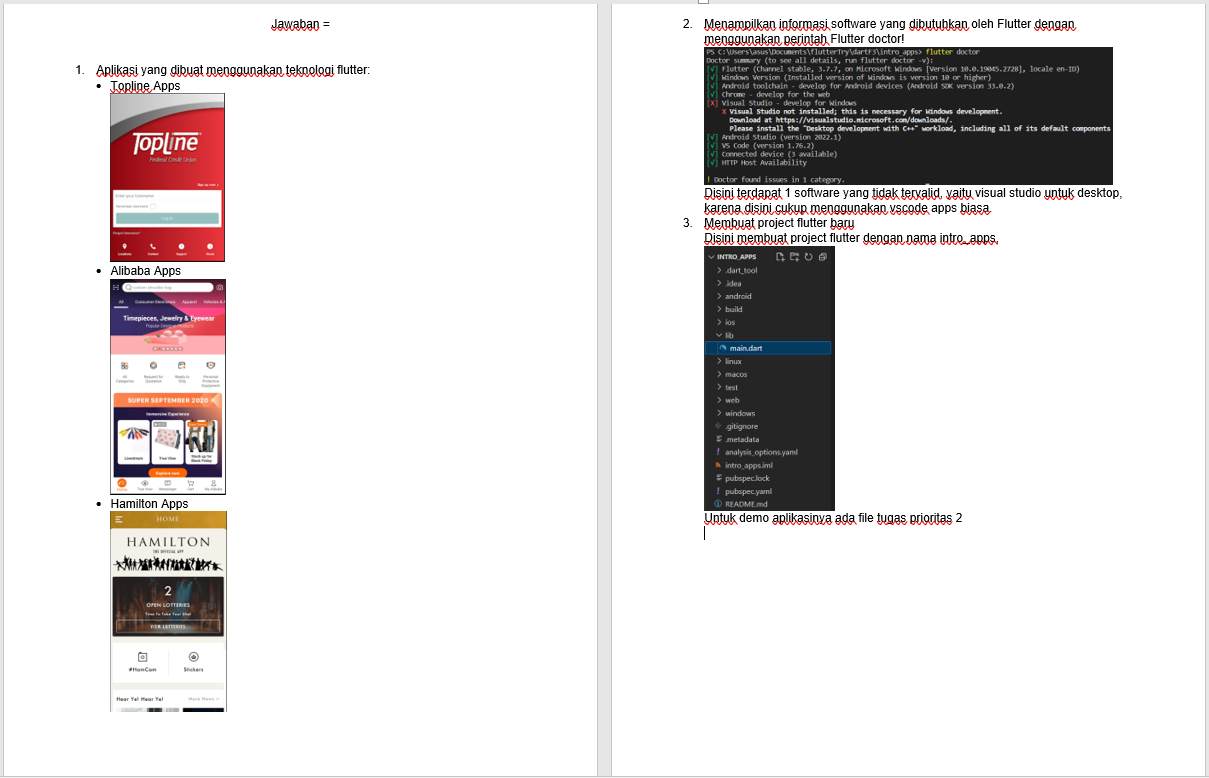 Jawaban =
1. Aplikasi yang dibuat menggunakan teknologi flutter:
• Topline Apps
TopLine
Federal Credit Union
Sign up now >
Enter your Username
Remember Username
Log In
Forgot Username?
Locations Contact Support More
• Alibaba Apps
custom shoulder bag
All Consumer Electronics Apparel Vehicles &
Timepieces, Jewelry & Eyewear
Popular Designer Products
All Categories
Request for Quotation
Ready to Ship
Personal Protective Equipment
SUPER SEPTEMBER 2020
Immersive Experience
Livestream
True View
Stock up for Black Friday
Explore now
Home True View Messenger Cart My Alibaba
• Hamilton Apps
HOME
HAMILTON
THE OFFICIAL APP
2
OPEN LOTTERIES
Time To Take Your Shot
VIEW LOTTERIES
#HamCam Stickers
Hear Ye! Hear Ye! More News >
2. Menampilkan informasi software yang dibutuhkan oleh Flutter dengan
menggunakan perintah Flutter doctor!
PS C:\Users\asus\Documents\flutterTry\dartF3\intro_apps> flutter doctor
Doctor summary (to see all details, run flutter doctor -v):
[√] Flutter (Channel stable, 3.7.7, on Microsoft Windows [Version 10.0.19045.2728], locale en-ID)
[√] Windows Version (Installed version of Windows is version 10 or higher)
[√] Android toolchain - develop for Android devices (Android SDK version 33.0.2)
[√] Chrome - develop for the web
[X] Visual Studio - develop for Windows
X Visual Studio not installed; this is necessary for Windows development.
Download at https://visualstudio.microsoft.com/downloads/.
Please install the "Desktop development with C++" workload, including all of its default components
[√] Android Studio (version 2022.1)
[√] VS Code (version 1.76.2)
[√] Connected device (3 available)
[√] HTTP Host Availability
! Doctor found issues in 1 category.
Disini terdapat 1 software yang tidak tervalid, yaitu visual studio untuk desktop,
karena disini cukup menggunakan vscode apps biasa.
3. Membuat project flutter baru
Disini membuat project flutter dengan nama intro_apps,
INTRO_APPS
.dart_tool
.idea
android
build
ios
lib
main.dart
linux
macos
test
web
windows
.gitignore
.metadata
analysis_options.yaml
intro_apps.iml
pubspec.lock
pubspec.yaml
README.md
Untuk demo aplikasinya ada file tugas prioritas 2